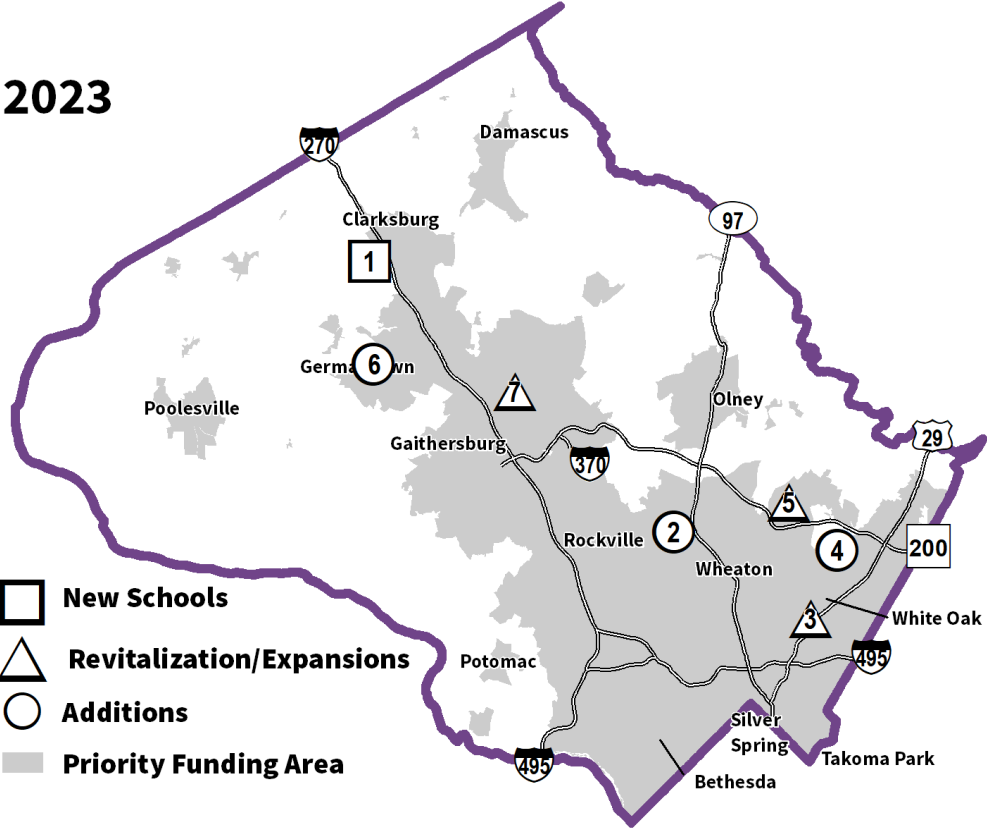 2023
Damascus
270
Clarksburg
97
1
Germa
6
wn
7
Poolesville
Olney
Gaithersburg
29
370
5
2
Rockville
4
200
Wheaton
New Schools
3
White Oak
Revitalization/Expansions
Potomac
495
Additions
Silver
Spring
Priority Funding Area
495
Takoma Park
Bethesda